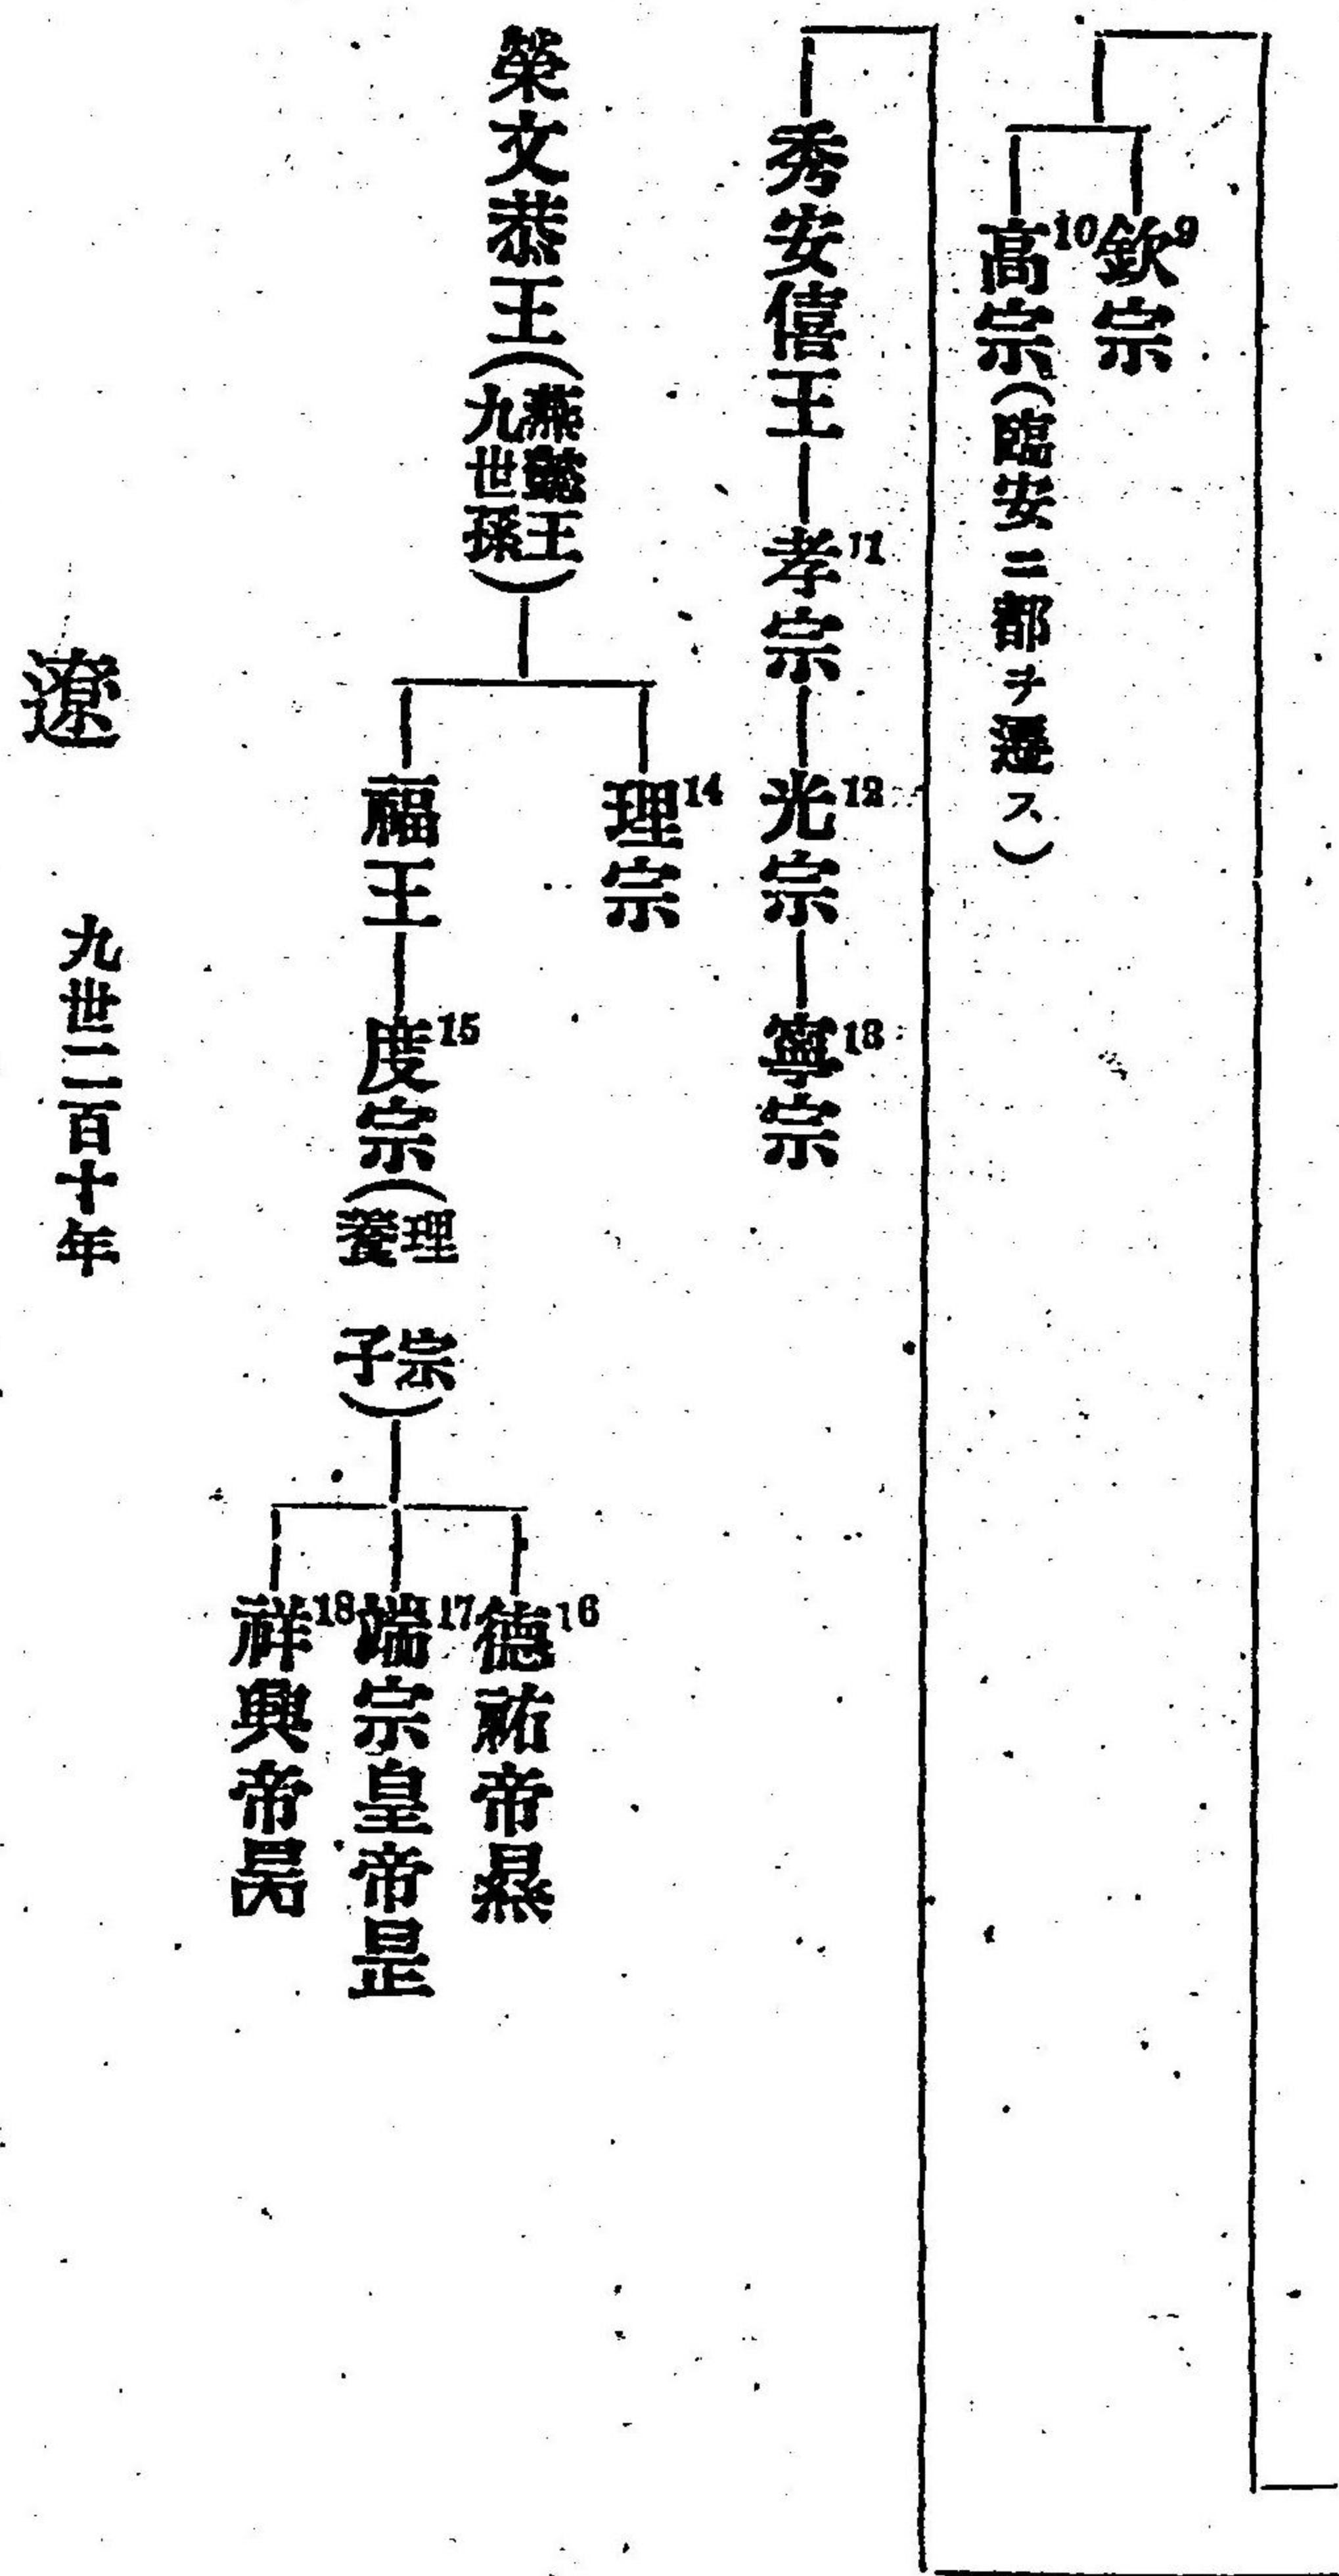 欽宗9
高宗10(臨安ニ都ヲ遷ス)
秀安僖王 孝宗11 光宗12 寧宗13
榮文恭王(燕懿王九世孫)
理宗14
福王 度宗15(理宗養子)
德祐帝㬎16
端宗皇帝昰17
祥興帝昺18
遼 九世二百十年